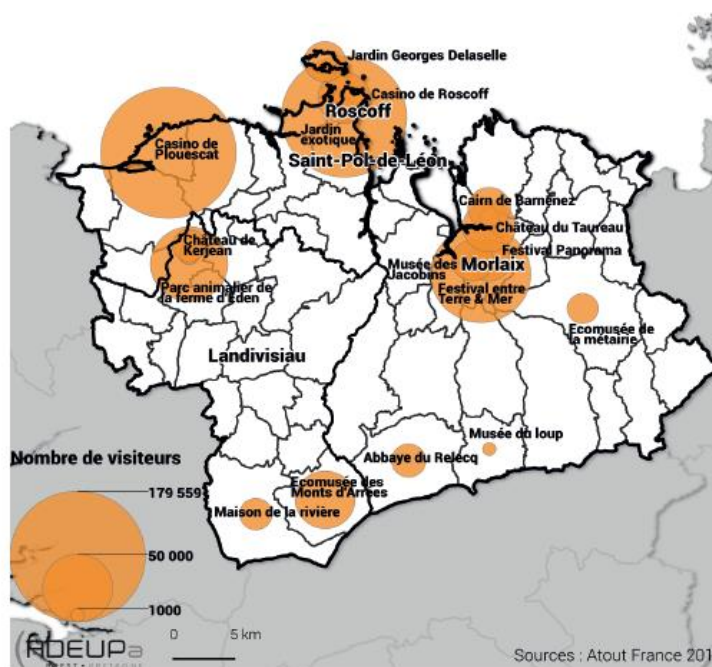 Jardin Georges Delaselle
Casino de Roscoff
Roscoff
Jardin
exotique
Saint-Pol-de-Léon
Casino de
Plouescat
Cairn de Barnénez
Château du Taureau
Festival Panorama
Château de
Kerjean
Musée des
Jacobins
Morlaix
Parc animalier de
la ferme d'Eden
Festival entre
Terre & Mer
Ecomusée de
la métairie
Landivisiau
Musée du loup
Abbaye du Relecq
Nombre de visiteurs
Ecomusée des
Monts d'Arrées
179 559
Maison de la rivière
50 000
1000
0 5 km
ADEUPa
Sources : Atout France 201